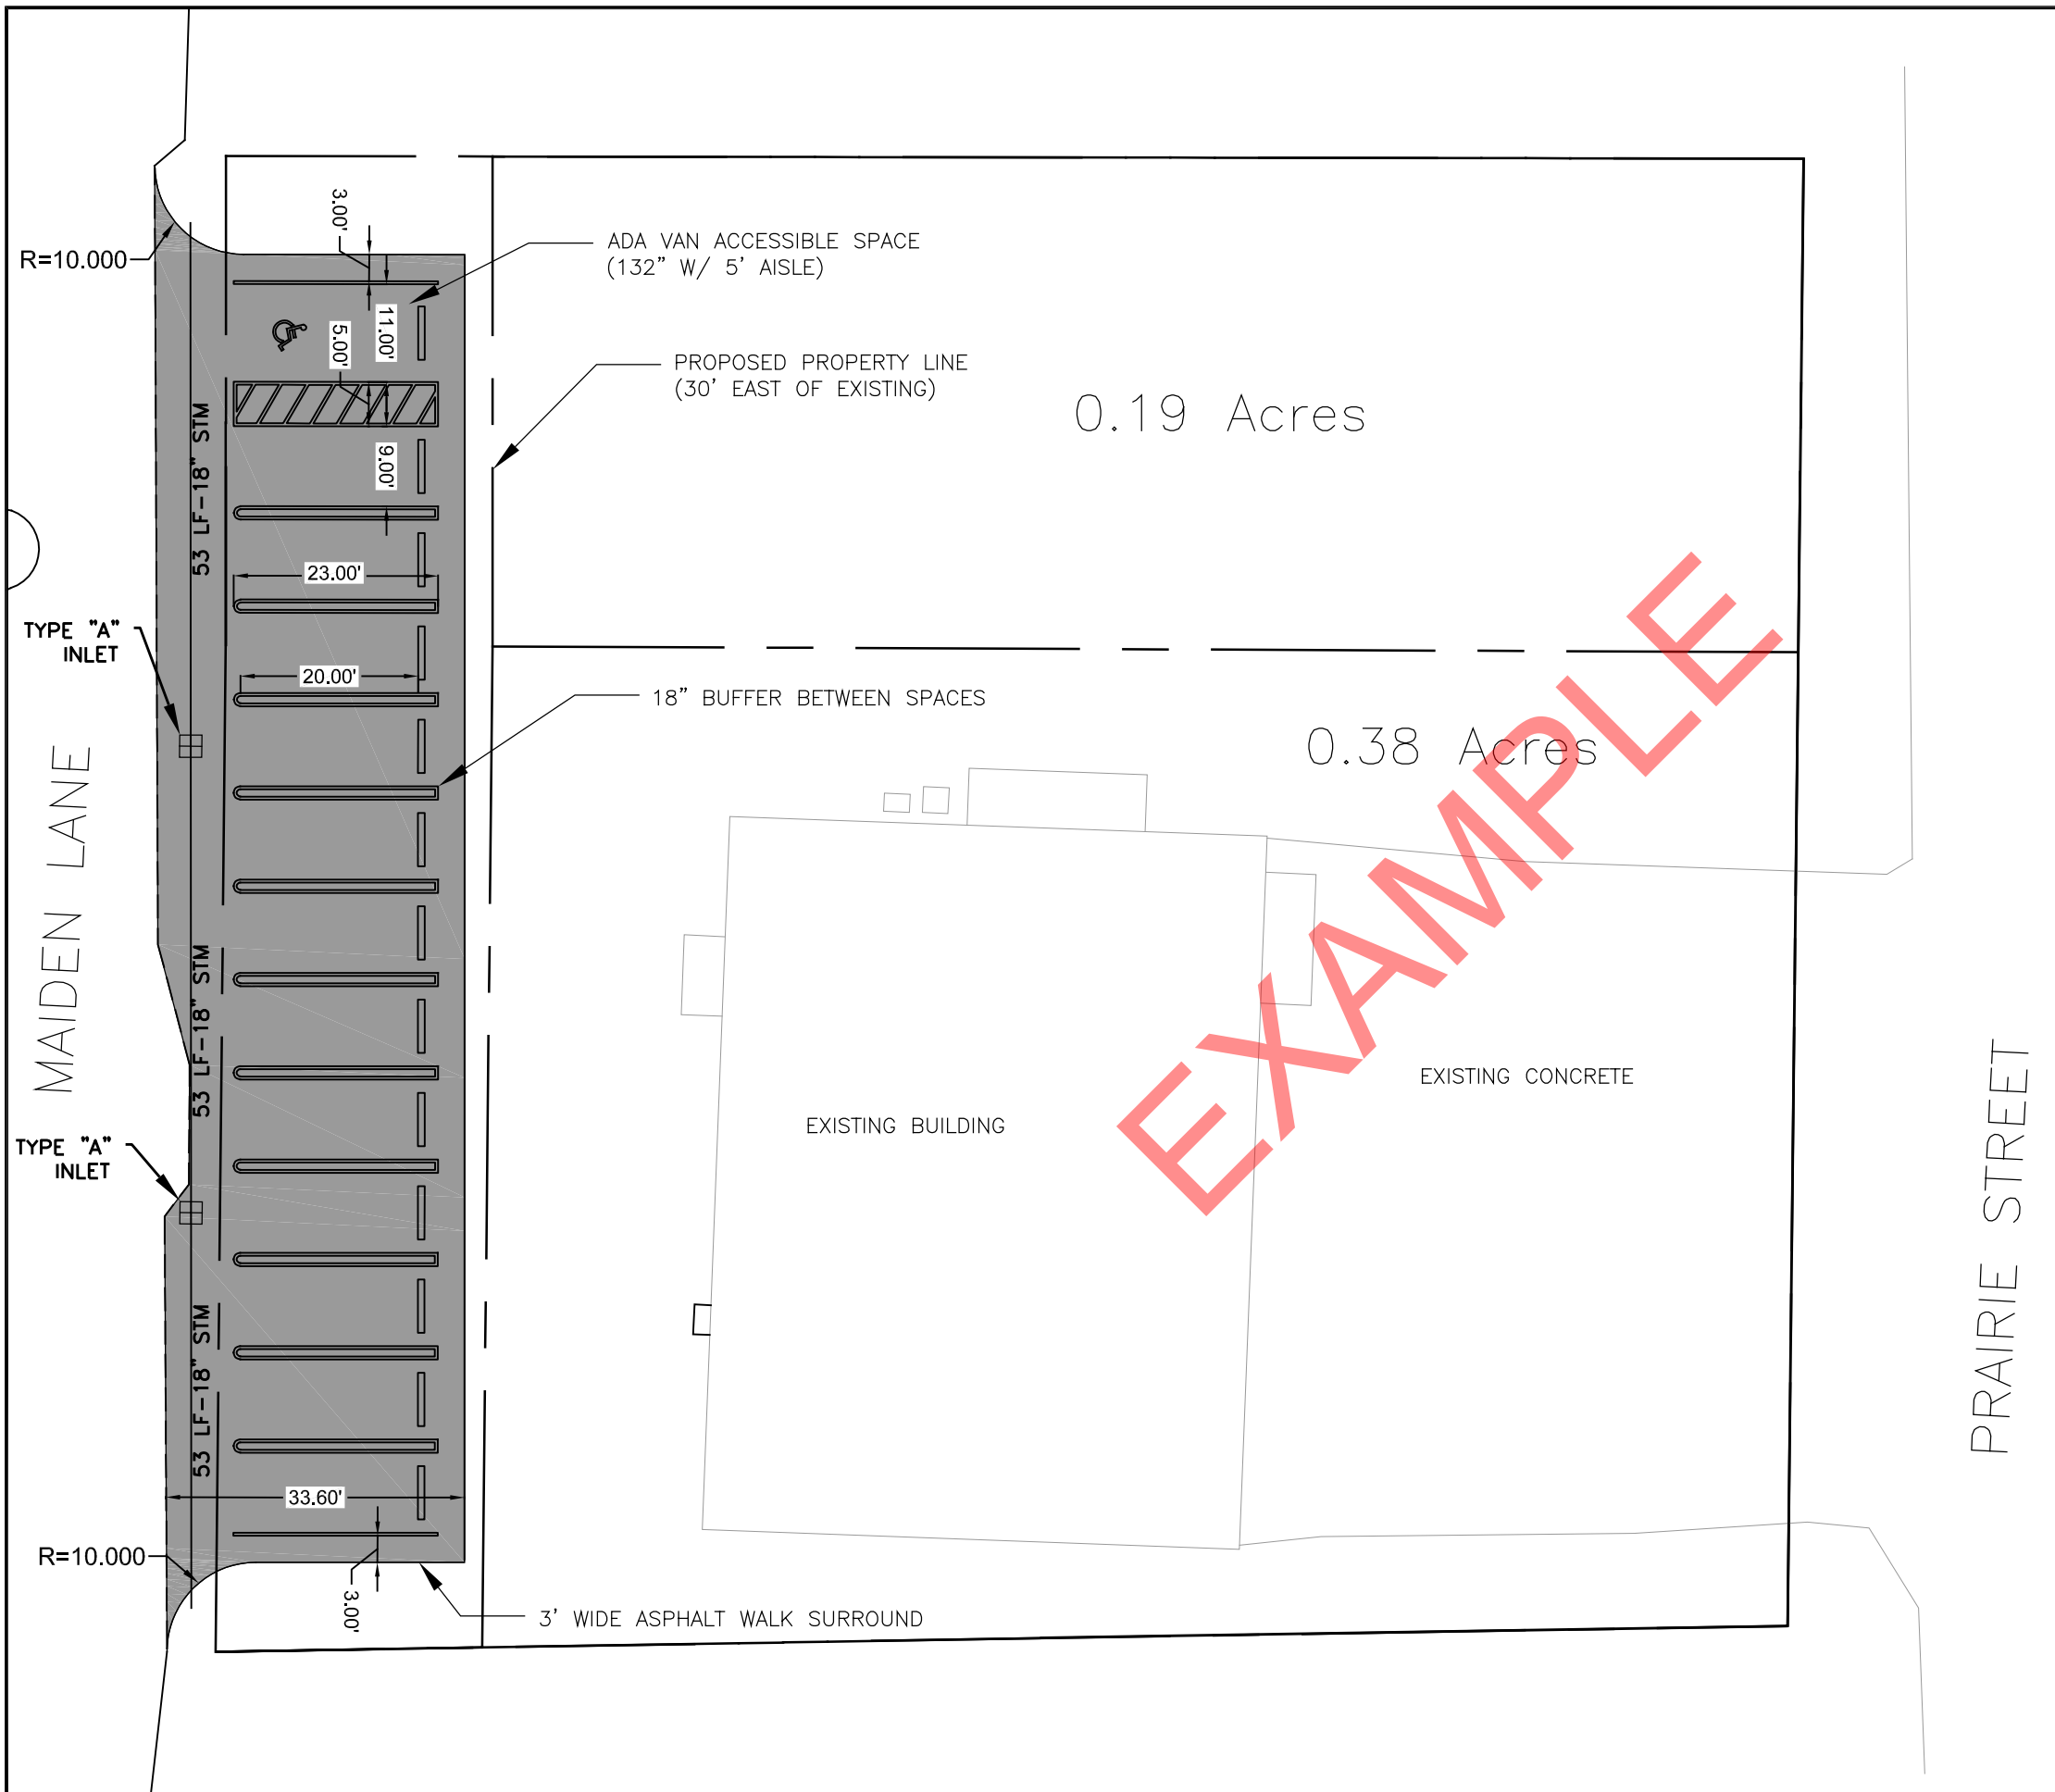 3.00'
R=10.000
ADA VAN ACCESSIBLE SPACE
(132" W/ 5' AISLE)
11.00'
5.00'
PROPOSED PROPERTY LINE
(30' EAST OF EXISTING)
0.19 Acres
9.00'
53 LF-18" STM
23.00'
TYPE "A"
INLET
20.00'
18" BUFFER BETWEEN SPACES
0.38 Acres
MAIDEN LANE
EXAMPLE
53 LF-18" STM
EXISTING CONCRETE
EXISTING BUILDING
TYPE "A"
INLET
PRAIRIE STREET
53 LF-18" STM
33.60'
R=10.000
3.00'
3' WIDE ASPHALT WALK SURROUND